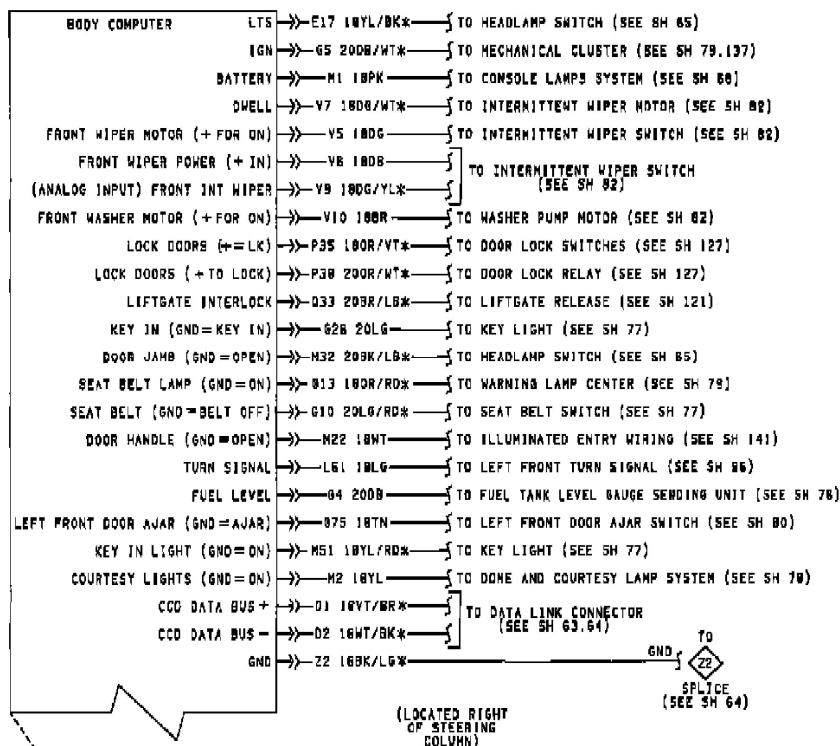 BODY COMPUTER LTS E17 18YL/BK* TO HEADLAMP SWITCH (SEE SH 65)
IGN G5 20DB/WT* TO MECHANICAL CLUSTER (SEE SH 79,137)
BATTERY M1 18PK TO CONSOLE LAMPS SYSTEM (SEE SH 68)
DWELL V7 18DG/WT* TO INTERMITTENT WIPER MOTOR (SEE SH 82)
FRONT WIPER MOTOR (+ FOR ON) V5 18DG TO INTERMITTENT WIPER SWITCH (SEE SH 82)
FRONT WIPER POWER (+ IN) V6 18DB
TO INTERMITTENT WIPER SWITCH
(SEE SH 82)
(ANALOG INPUT) FRONT INT WIPER V9 18DG/YL*
FRONT WASHER MOTOR (+ FOR ON) V10 18BR TO WASHER PUMP MOTOR (SEE SH 82)
LOCK DOORS (+=LK) P35 18OR/VT* TO DOOR LOCK SWITCHES (SEE SH 127)
LOCK DOORS (+ TO LOCK) P38 20OR/WT* TO DOOR LOCK RELAY (SEE SH 127)
LIFTGATE INTERLOCK Q33 20BR/LG* TO LIFTGATE RELEASE (SEE SH 121)
KEY IN (GND=KEY IN) G26 20LG TO KEY LIGHT (SEE SH 77)
DOOR JAMB (GND=OPEN) M32 20BK/LG* TO HEADLAMP SWITCH (SEE SH 65)
SEAT BELT LAMP (GND=ON) G13 18OR/RD* TO WARNING LAMP CENTER (SEE SH 79)
SEAT BELT (GND=BELT OFF) G10 20LG/RD* TO SEAT BELT SWITCH (SEE SH 77)
DOOR HANDLE (GND=OPEN) M22 18WT TO ILLUMINATED ENTRY WIRING (SEE SH 141)
TURN SIGNAL L61 18LG TO LEFT FRONT TURN SIGNAL (SEE SH 86)
FUEL LEVEL G4 20DB TO FUEL TANK LEVEL GAUGE SENDING UNIT (SEE SH 76)
LEFT FRONT DOOR AJAR (GND=AJAR) G75 18TN TO LEFT FRONT DOOR AJAR SWITCH (SEE SH 80)
KEY IN LIGHT (GND=ON) M51 18YL/RD* TO KEY LIGHT (SEE SH 77)
COURTESY LIGHTS (GND=ON) M2 18YL TO DOME AND COURTESY LAMP SYSTEM (SEE SH 70)
CCD DATA BUS + D1 18VT/BR*
TO DATA LINK CONNECTOR
(SEE SH 63,64)
CCD DATA BUS - D2 18WT/BK*
GND Z2 18BK/LG* GND TO
Z2
SPLICE
(SEE SH 64)
(LOCATED RIGHT
OF STEERING
COLUMN)